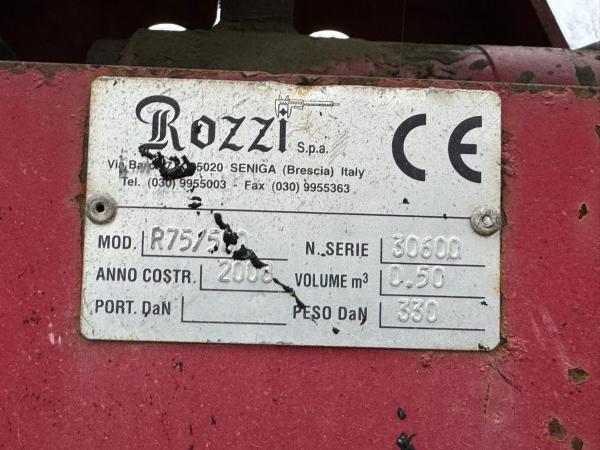 Rozzi S.p.a.
CE
SENIGA (Brescia) Italy
Tel. (030) 9955003 - Fax (030) 9955363
MOD. N. SERIE 30600
ANNO COSTR. 2008 VOLUME m³ 0.50
PORT. DaN PESO DaN 330